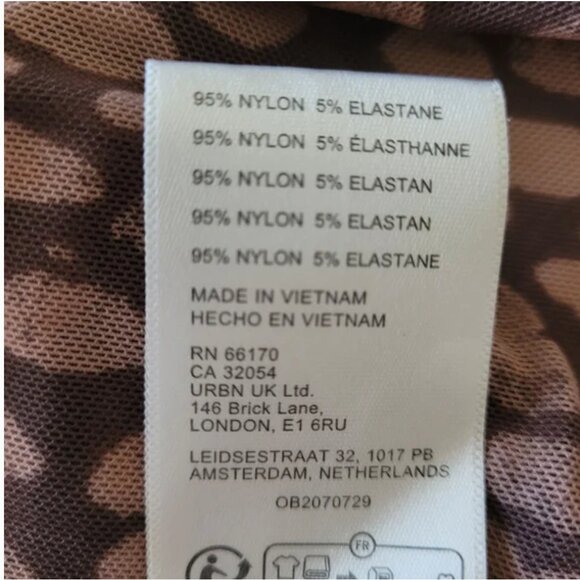 95% NYLON 5% ELASTANE
95% NYLON 5% ÉLASTHANNE
95% NYLON 5% ELASTAN
95% NYLON 5% ELASTAN
95% NYLON 5% ELASTANE
MADE IN VIETNAM
HECHO EN VIETNAM
RN 66170
CA 32054
URBN UK Ltd.
146 Brick Lane,
LONDON, E1 6RU
LEIDSESTRAAT 32, 1017 PB
AMSTERDAM, NETHERLANDS
OB2070729
FR